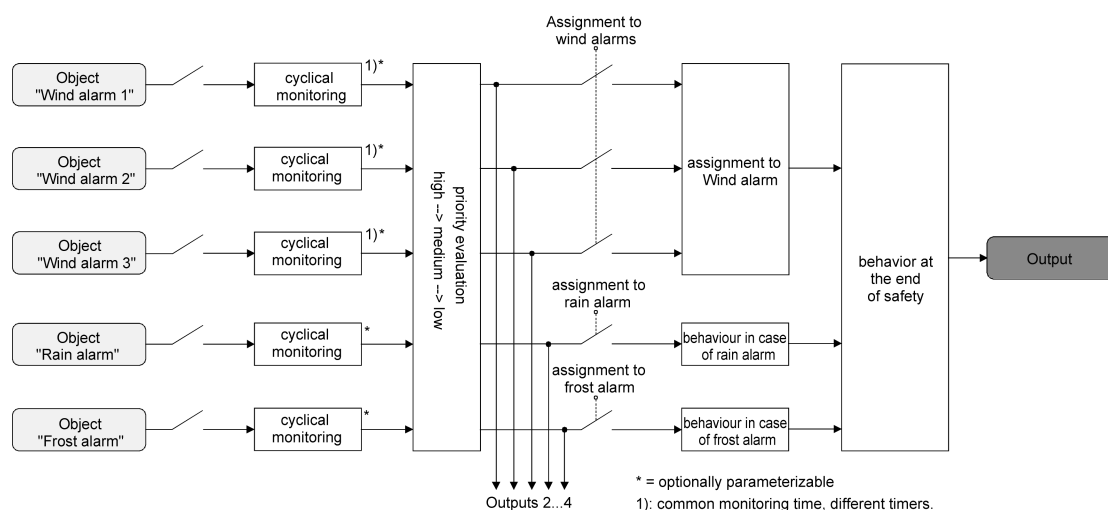 Assignment to
wind alarms
Object
"Wind alarm 1"
cyclical
monitoring
1)*
Object
"Wind alarm 2"
cyclical
monitoring
1)*
Object
"Wind alarm 3"
cyclical
monitoring
1)*
Object
"Rain alarm"
cyclical
monitoring
*
Object
"Frost alarm"
cyclical
monitoring
*
priority evaluation
high --> medium --> low
assignment to
Wind alarm
assignment to
rain alarm
behaviour in case
of rain alarm
assignment to
frost alarm
behaviour in case
of frost alarm
behavior at
the end
of safety
Output
Outputs 2...4
* = optionally parameterizable
1): common monitoring time, different timers.